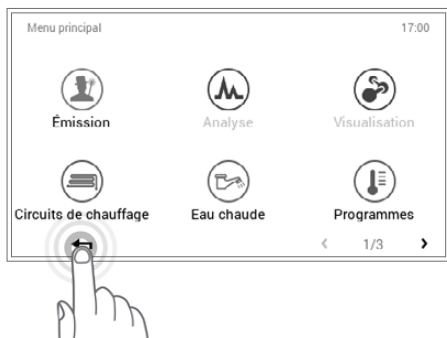 Menu principal 17:00
Émission Analyse Visualisation
Circuits de chauffage Eau chaude Programmes
1/3